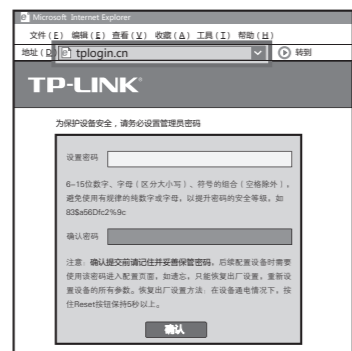 Microsoft Internet Explorer
文件(F) 编辑(E) 查看(V) 收藏(A) 工具(T) 帮助(H)
地址(D) tplogin.cn 转到
TP-LINK®
为保护设备安全，请务必设置管理员密码
设置密码
6-15位数字、字母（区分大小写）、符号的组合（空格除外），
避免使用有规律的纯数字或字母，以提升密码的安全等级，如
83$a56Dfc2%9c
确认密码
注意：确认提交前请记住并妥善保管密码，后续配置设备时需要
使用该密码进入配置页面，如遗忘，只能恢复出厂设置，重新设
置设备的所有参数。恢复出厂设置方法：在设备通电情况下，按
住Reset按钮保持5秒以上。
确认